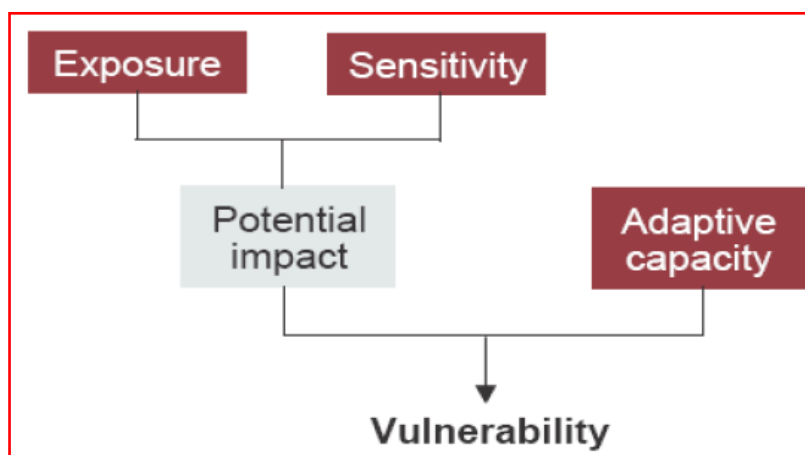 Exposure
Sensitivity
Potential
impact
Adaptive
capacity
Vulnerability